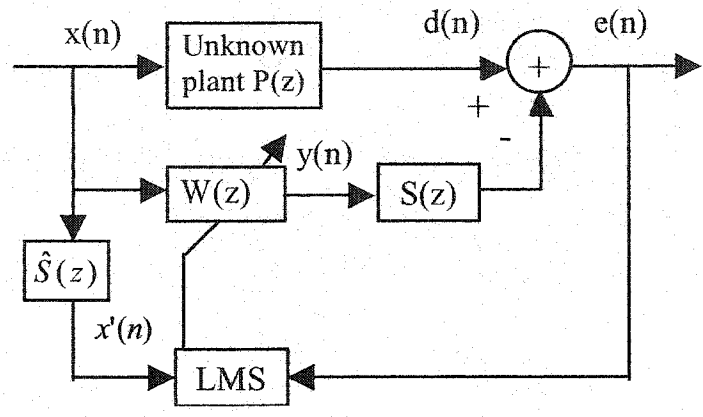 x(n)
d(n)
e(n)
Unknown
plant P(z)
+
+
-
y(n)
W(z)
S(z)
Ŝ(z)
x'(n)
LMS